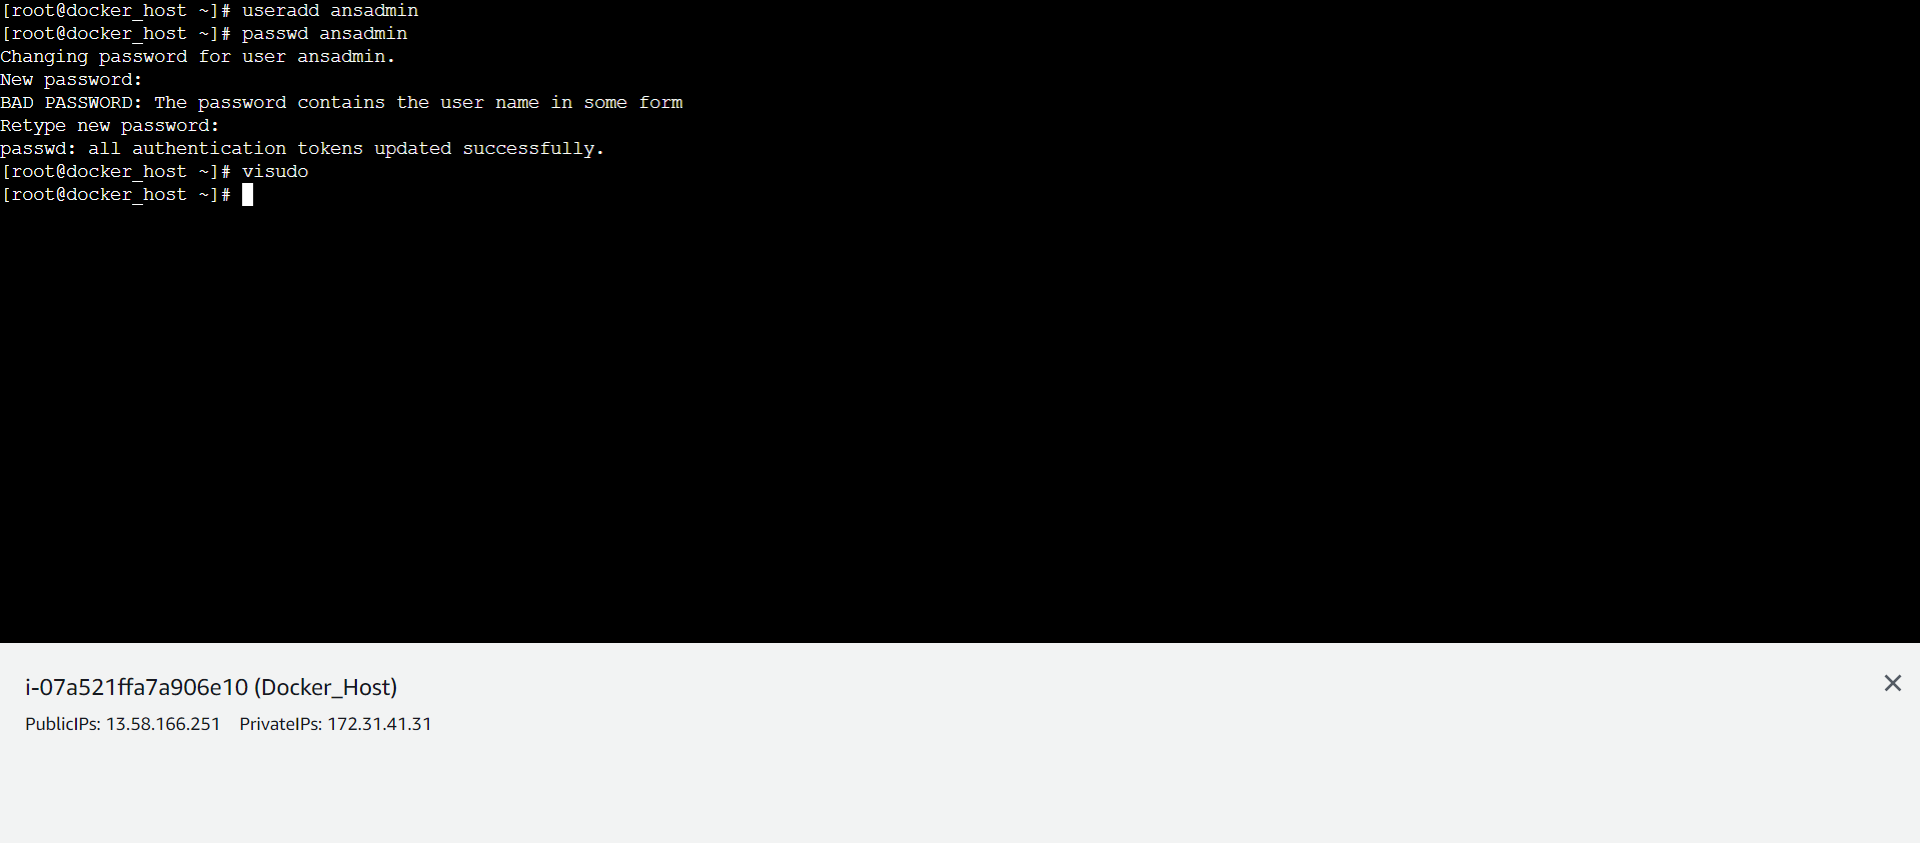 [root@docker_host ~]# useradd ansadmin
[root@docker_host ~]# passwd ansadmin
Changing password for user ansadmin.
New password:
BAD PASSWORD: The password contains the user name in some form
Retype new password:
passwd: all authentication tokens updated successfully.
[root@docker_host ~]# visudo
[root@docker_host ~]#
i-07a521ffa7a906e10 (Docker_Host)
PublicIPs: 13.58.166.251 PrivateIPs: 172.31.41.31